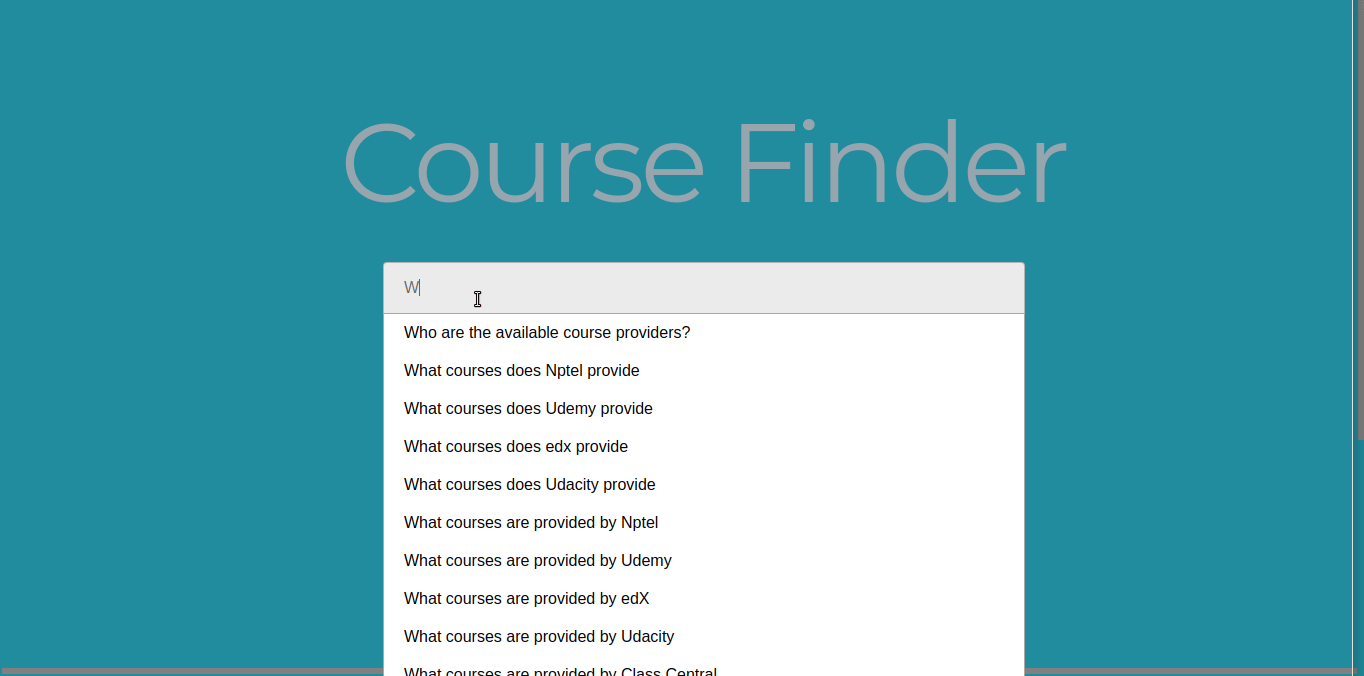 Course Finder
W
Who are the available course providers?
What courses does Nptel provide
What courses does Udemy provide
What courses does edx provide
What courses does Udacity provide
What courses are provided by Nptel
What courses are provided by Udemy
What courses are provided by edX
What courses are provided by Udacity
What courses are provided by Class Central